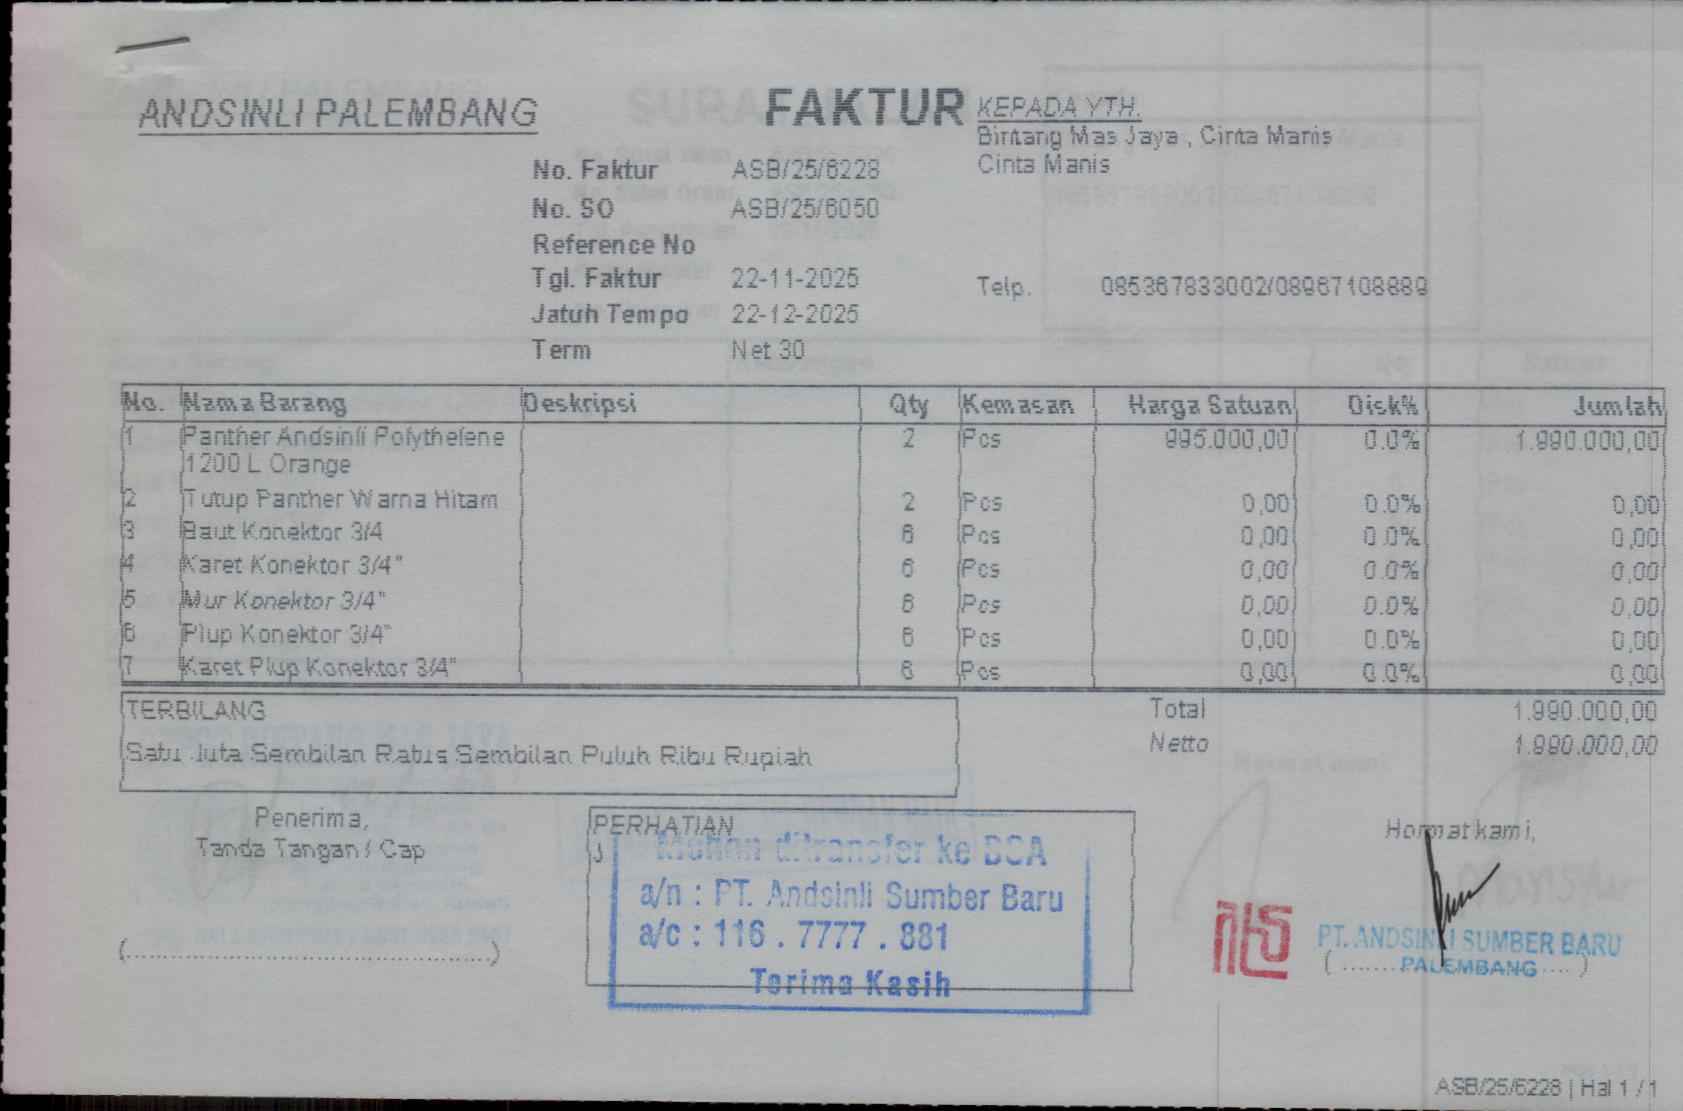 ANDSINLI PALEMBANG
FAKTUR
KEPADA YTH.
Bintang Mas Jaya , Cinta Manis
Cinta Manis
No. Faktur ASB/25/6228
No. SO ASB/25/6050
Reference No
Tgl. Faktur 22-11-2025
Telp. 085367833002/08967108889
Jatuh Tempo 22-12-2025
Term Net 30
No. Nama Barang Deskripsi Qty Kemasan Harga Satuan Disk% Jumlah
1 Panther Andsinli Polythelene 2 Pcs 995.000,00 0.0% 1.990.000,00
1200 L Orange
2 Tutup Panther Warna Hitam 2 Pcs 0,00 0.0% 0,00
3 Baut Konektor 3/4 6 Pcs 0,00 0.0% 0,00
4 Karet Konektor 3/4" 6 Pcs 0,00 0.0% 0,00
5 Mur Konektor 3/4" 6 Pcs 0,00 0.0% 0,00
6 Plup Konektor 3/4" 6 Pcs 0,00 0.0% 0,00
7 Karet Plup Konektor 3/4" 6 Pcs 0,00 0.0% 0,00
TERBILANG
Satu Juta Sembilan Ratus Sembilan Puluh Ribu Rupiah
Total 1.990.000,00
Netto 1.990.000,00
Penerima,
Tanda Tangan / Cap
(...........................................)
PERHATIAN
Mohon ditransfer ke BCA
a/n : PT. Andsinli Sumber Baru
a/c : 116 . 7777 . 881
Terima Kasih
Hormat kami,
PT. ANDSINLI SUMBER BARU
PALEMBANG
ASB/25/6228 | Hal 1 / 1